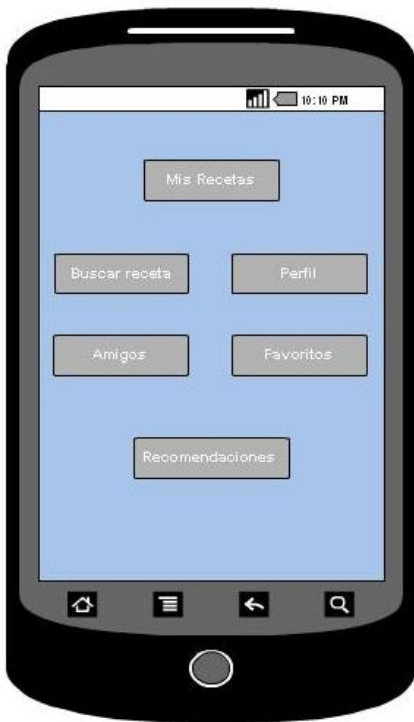 10:10 PM
Mis Recetas
Buscar receta
Perfil
Amigos
Favoritos
Recomendaciones